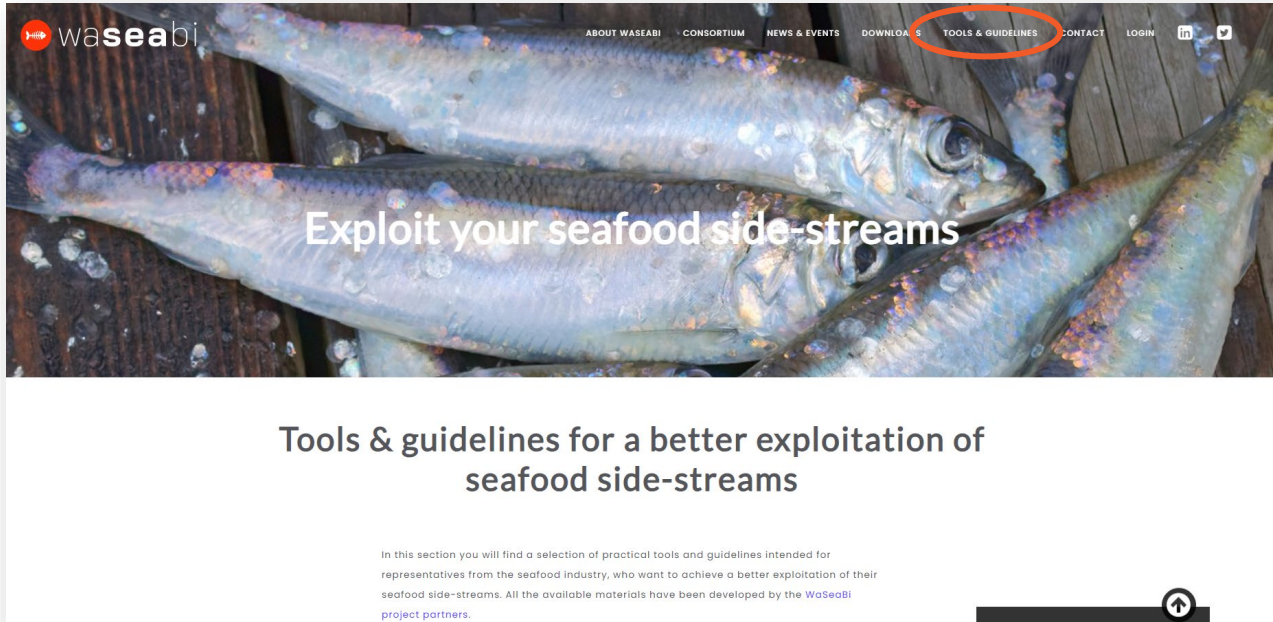 waseabi
ABOUT WASEABI CONSORTIUM NEWS & EVENTS DOWNLOADS TOOLS & GUIDELINES CONTACT LOGIN in
Exploit your seafood side-streams
Tools & guidelines for a better exploitation of
seafood side-streams
In this section you will find a selection of practical tools and guidelines intended for
representatives from the seafood industry, who want to achieve a better exploitation of their
seafood side-streams. All the available materials have been developed by the WaSeaBi
project partners.